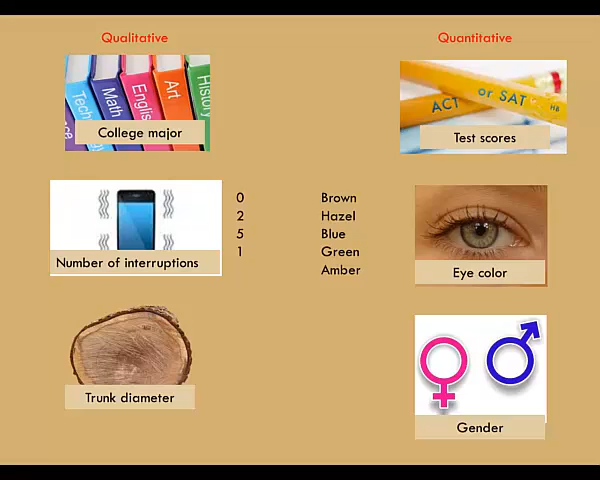 Qualitative
Quantitative
Tech
Math
English
Art
History
College major
ACT or SAT HB
Test scores
Number of interruptions
0
2
5
1
Brown
Hazel
Blue
Green
Amber
Eye color
Trunk diameter
Gender